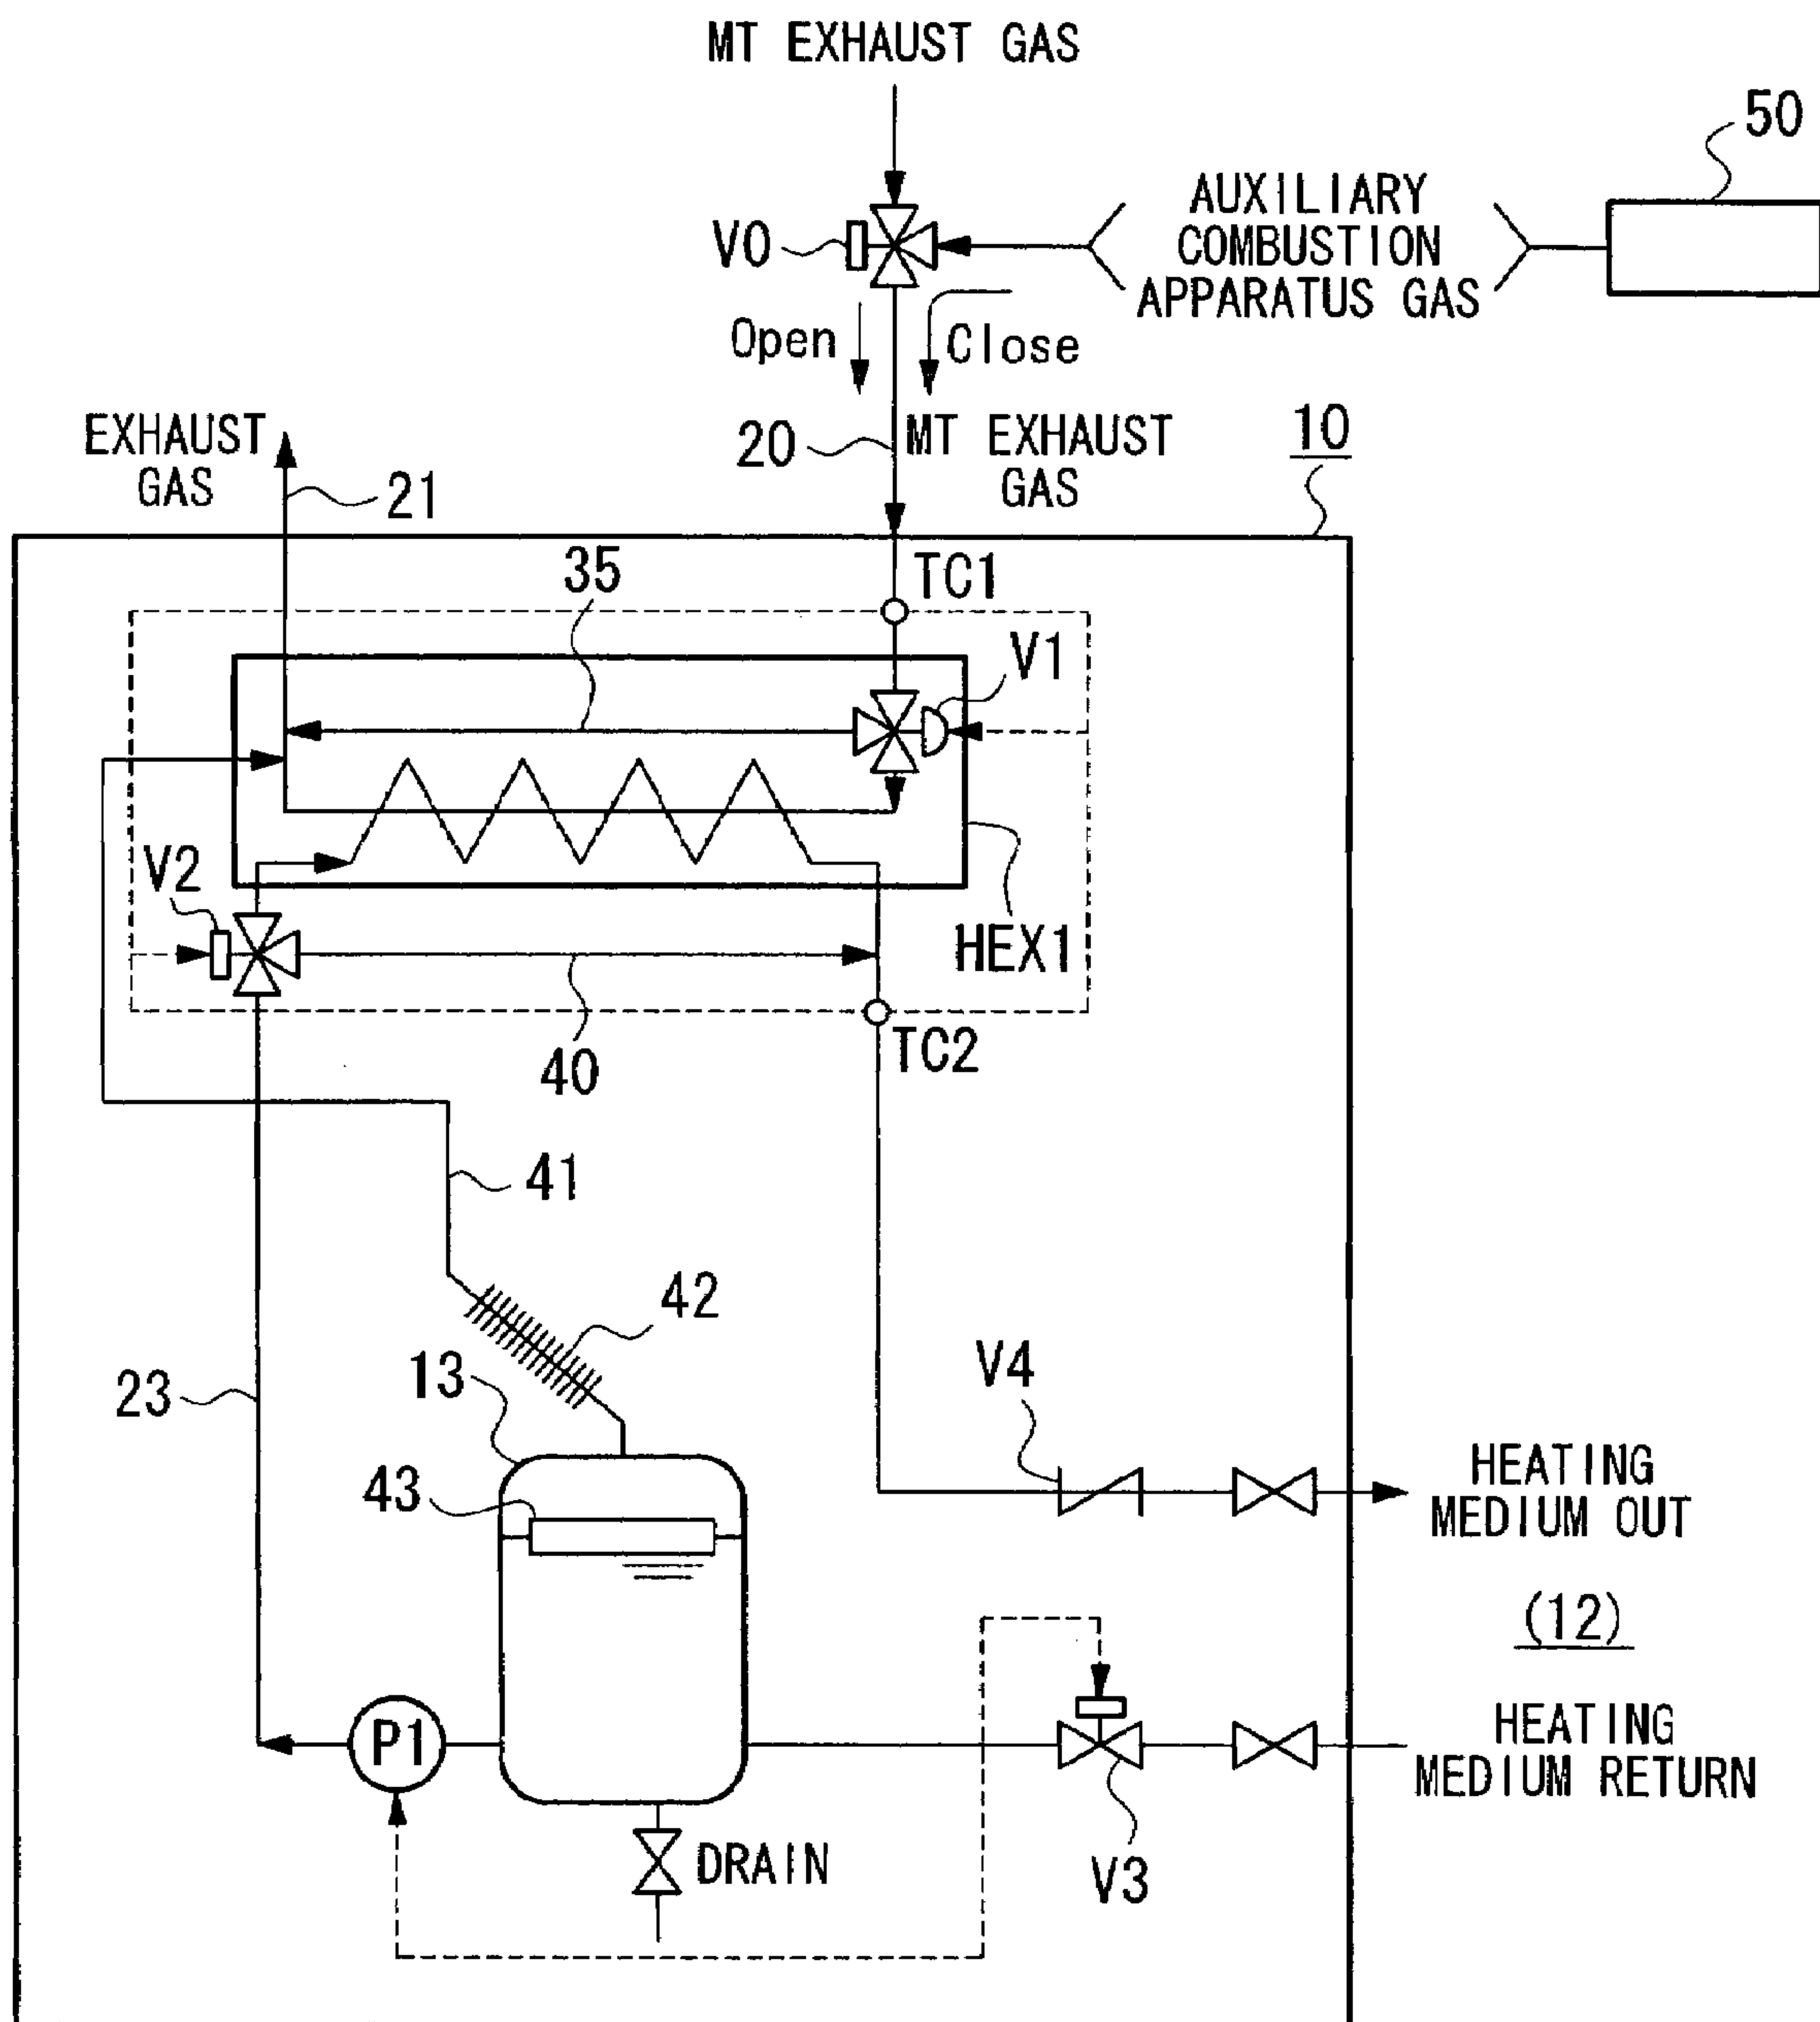 MT EXHAUST GAS
50
AUXILIARY
COMBUSTION
APPARATUS GAS
V0
Open
Close
EXHAUST
GAS
21
20
MT EXHAUST
GAS
10
35
TC1
V1
V2
HEX1
40
TC2
41
42
13
23
V4
43
HEATING
MEDIUM OUT
(12)
P1
HEATING
MEDIUM RETURN
DRAIN
V3